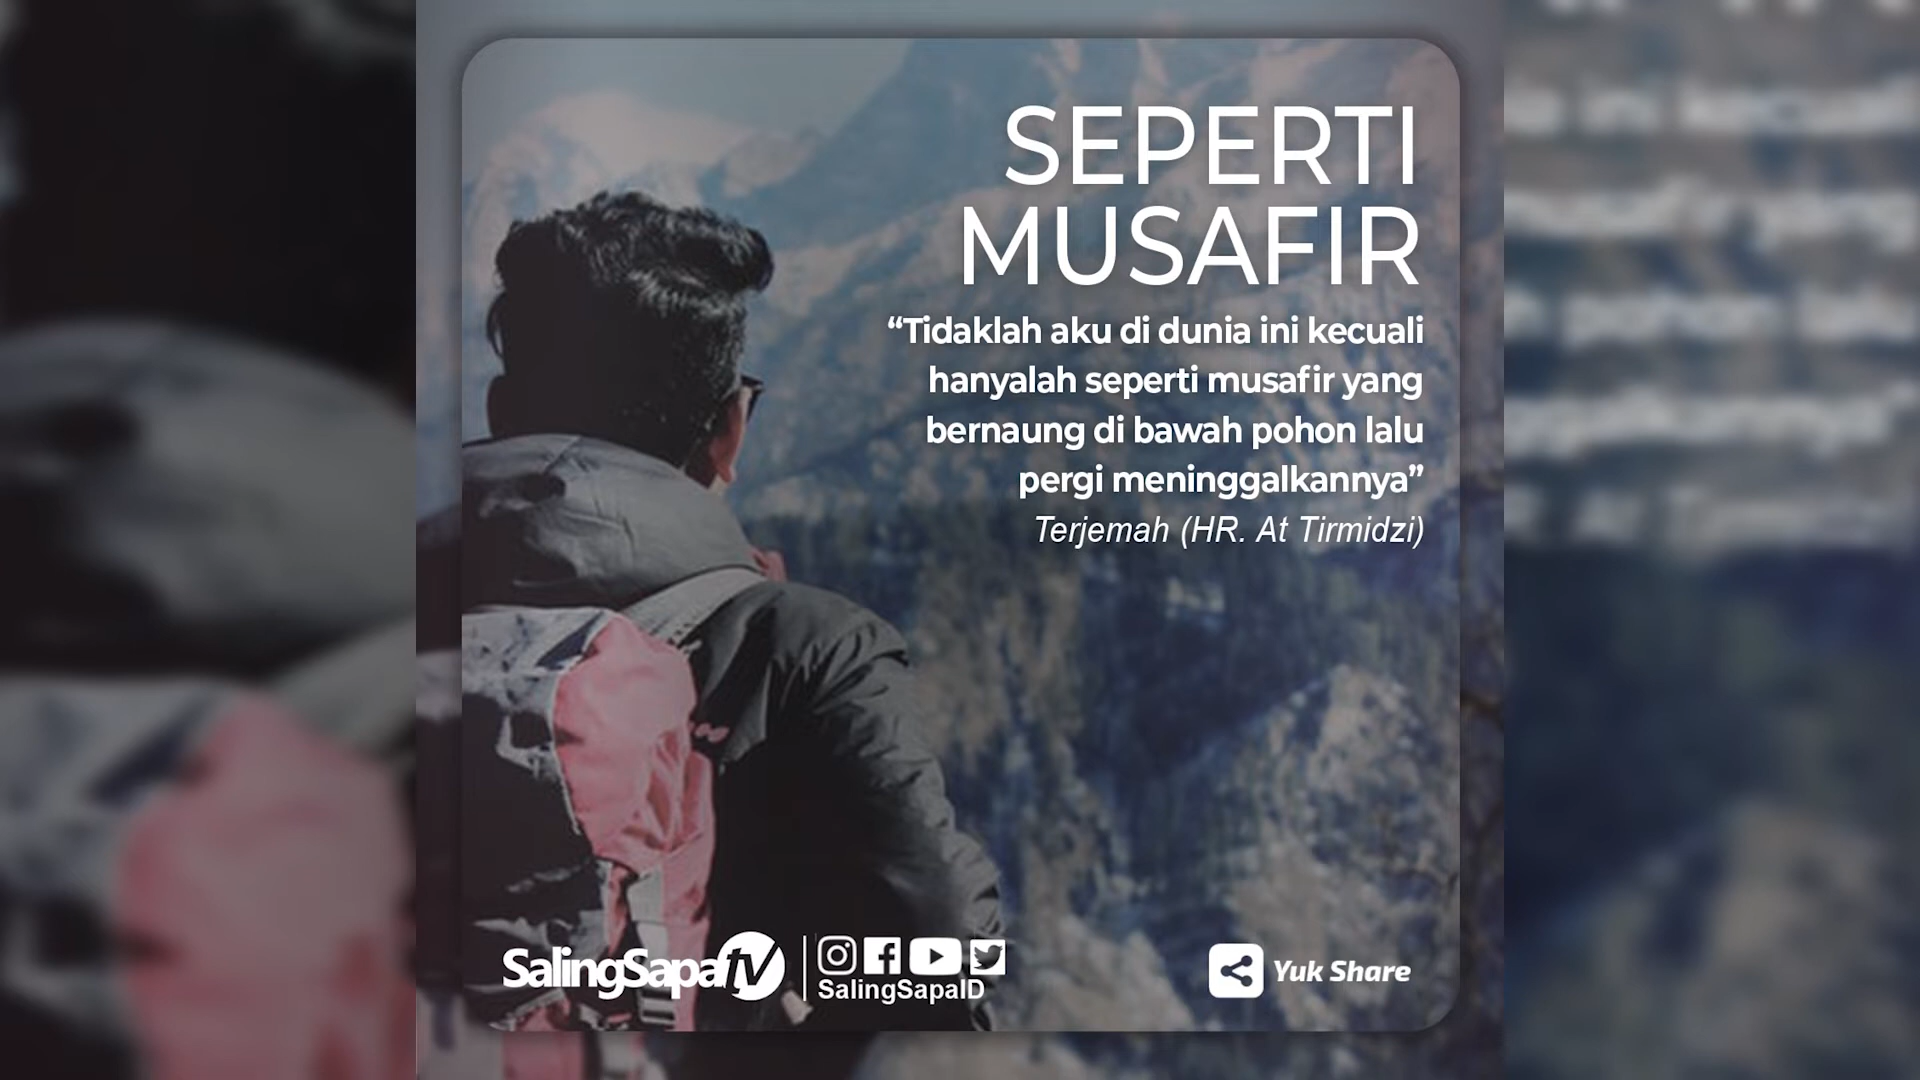 SEPERTI
MUSAFIR
“Tidaklah aku di dunia ini kecuali
hanyalah seperti musafir yang
bernaung di bawah pohon lalu
pergi meninggalkannya”
Terjemah (HR. At Tirmidzi)
SalingSapaTV
SalingSapaID
Yuk Share